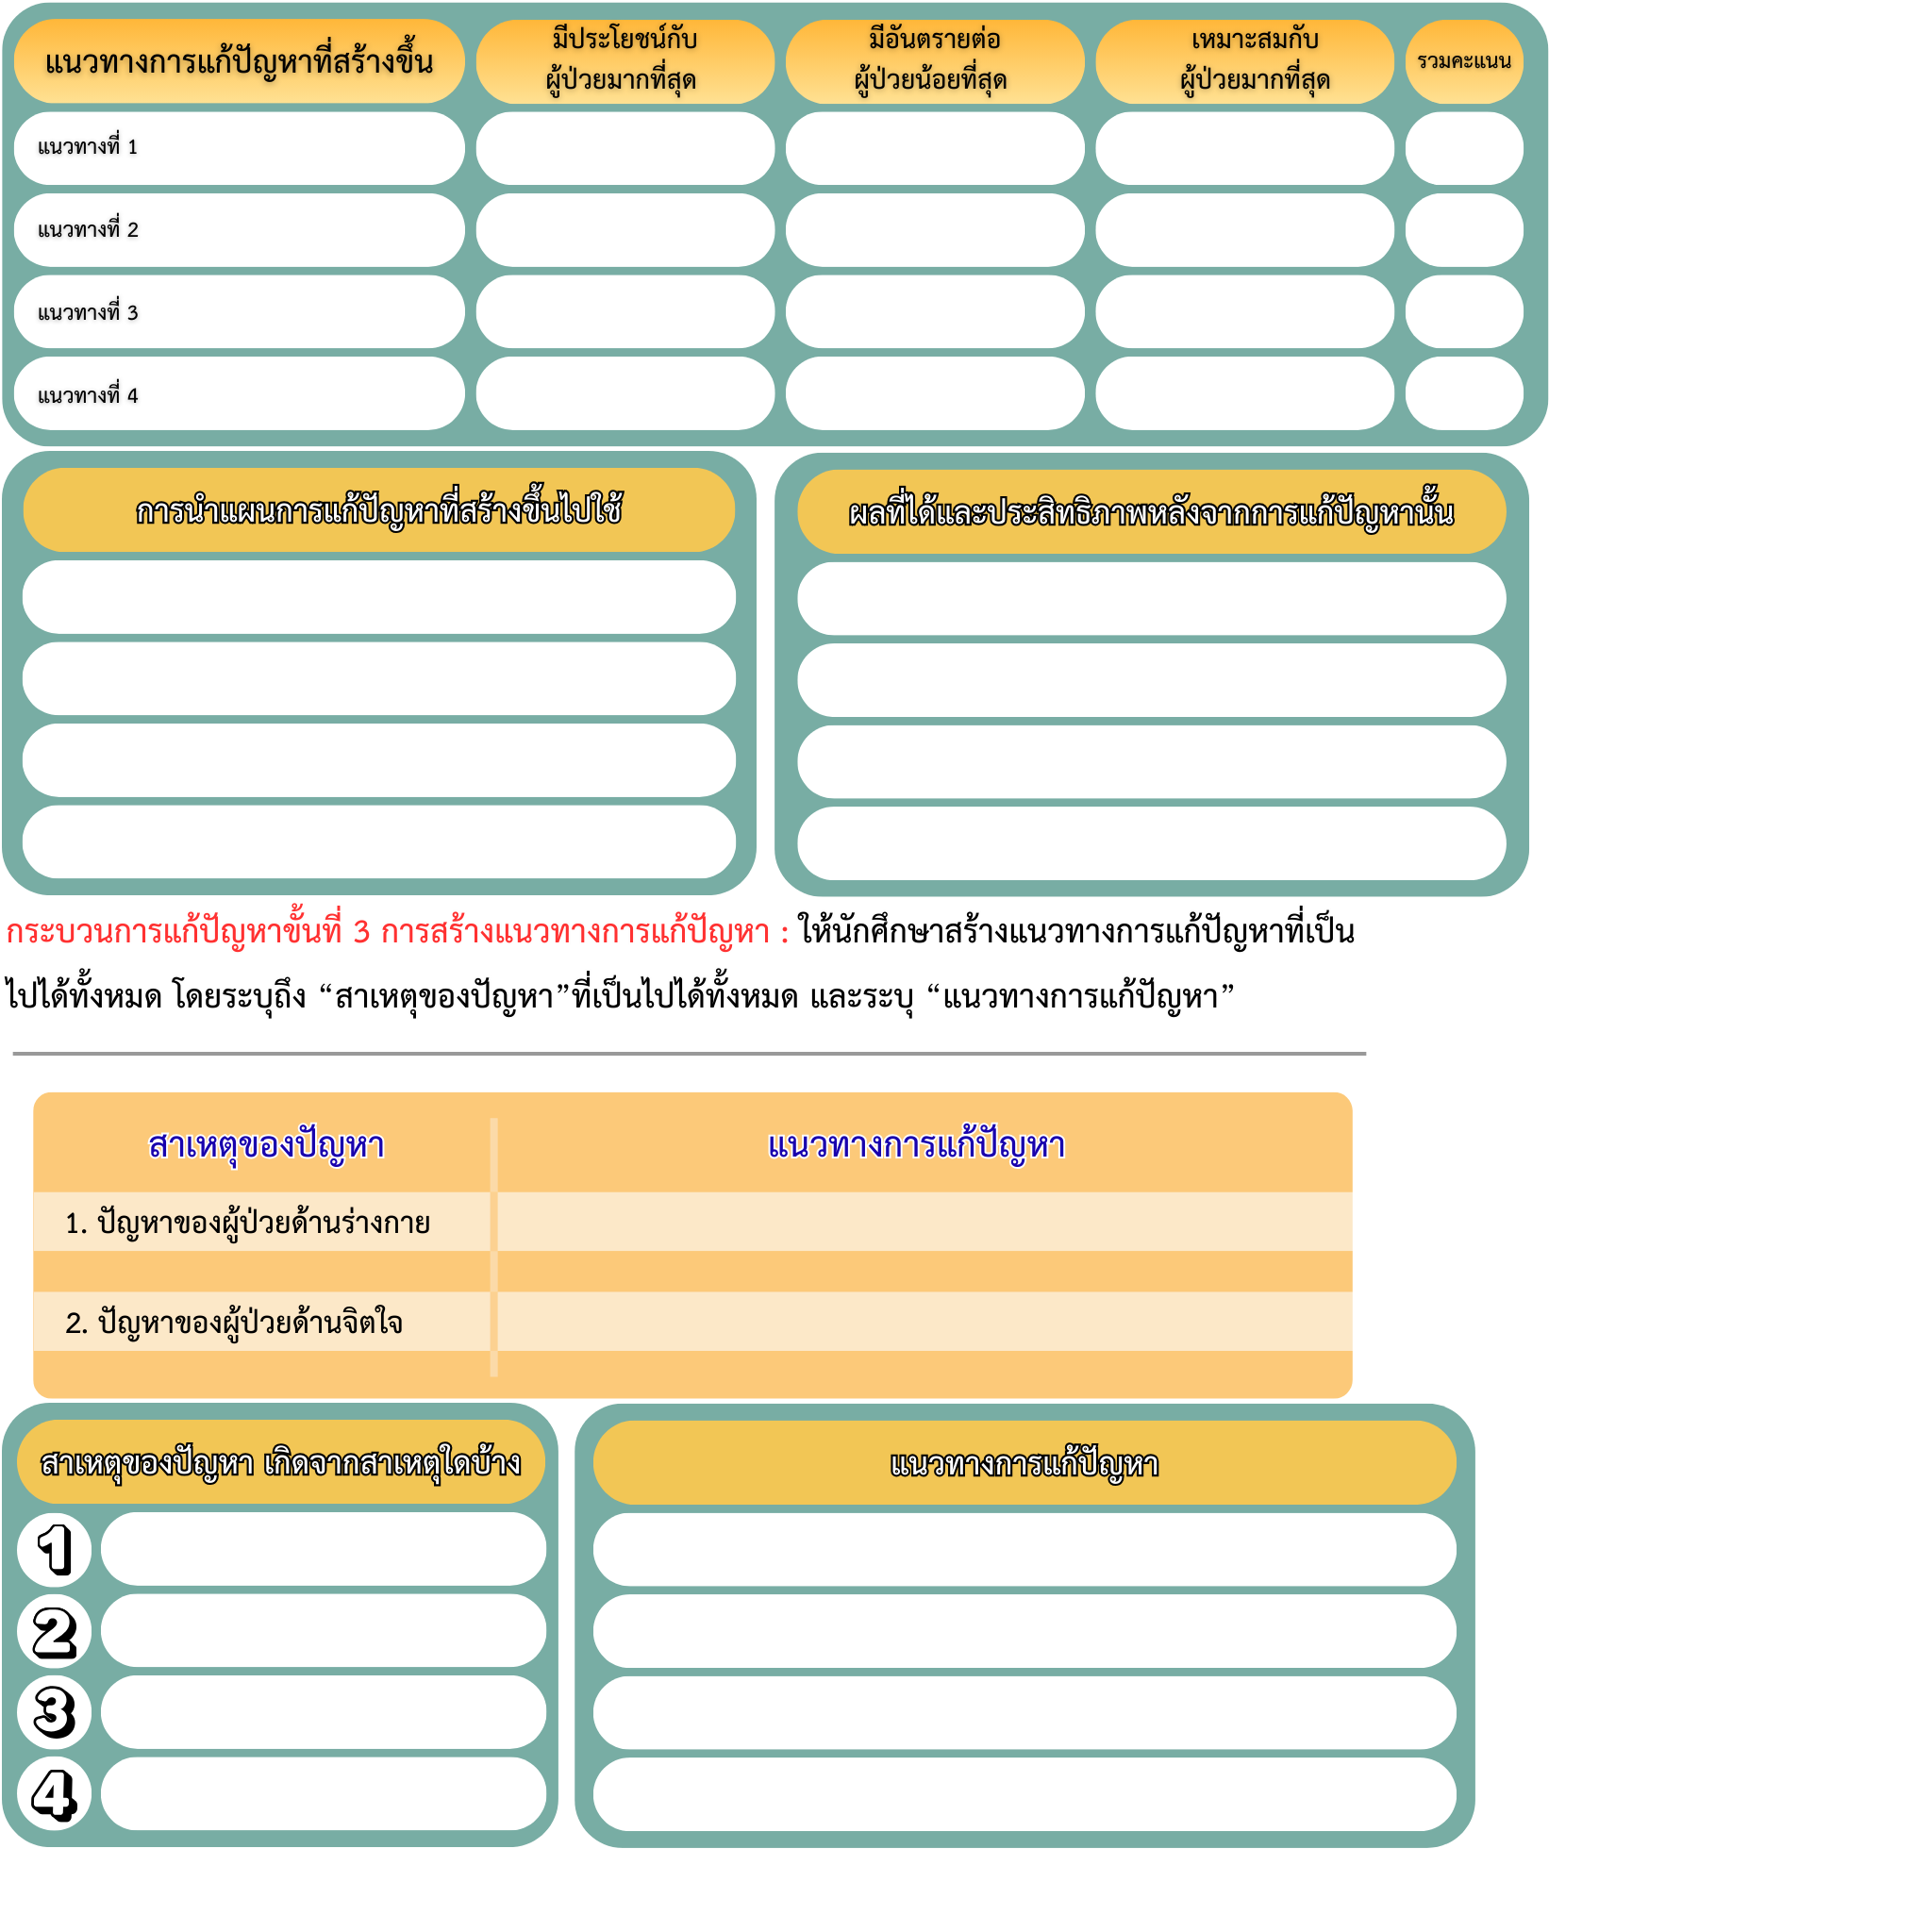 แนวทางการแก้ปัญหาที่สร้างขึ้น
มีประโยชน์กับ
ผู้ป่วยมากที่สุด
มีอันตรายต่อ
ผู้ป่วยน้อยที่สุด
เหมาะสมกับ
ผู้ป่วยมากที่สุด
รวมคะแนน
แนวทางที่ 1
แนวทางที่ 2
แนวทางที่ 3
แนวทางที่ 4
การนำแผนการแก้ปัญหาที่สร้างขึ้นไปใช้
ผลที่ได้และประสิทธิภาพหลังจากการแก้ปัญหานั้น
กระบวนการแก้ปัญหาขั้นที่ 3 การสร้างแนวทางการแก้ปัญหา : ให้นักศึกษาสร้างแนวทางการแก้ปัญหาที่เป็น
ไปได้ทั้งหมด โดยระบุถึง “สาเหตุของปัญหา”ที่เป็นไปได้ทั้งหมด และระบุ “แนวทางการแก้ปัญหา”
สาเหตุของปัญหา
แนวทางการแก้ปัญหา
1. ปัญหาของผู้ป่วยด้านร่างกาย
2. ปัญหาของผู้ป่วยด้านจิตใจ
สาเหตุของปัญหา เกิดจากสาเหตุใดบ้าง
แนวทางการแก้ปัญหา
1
2
3
4